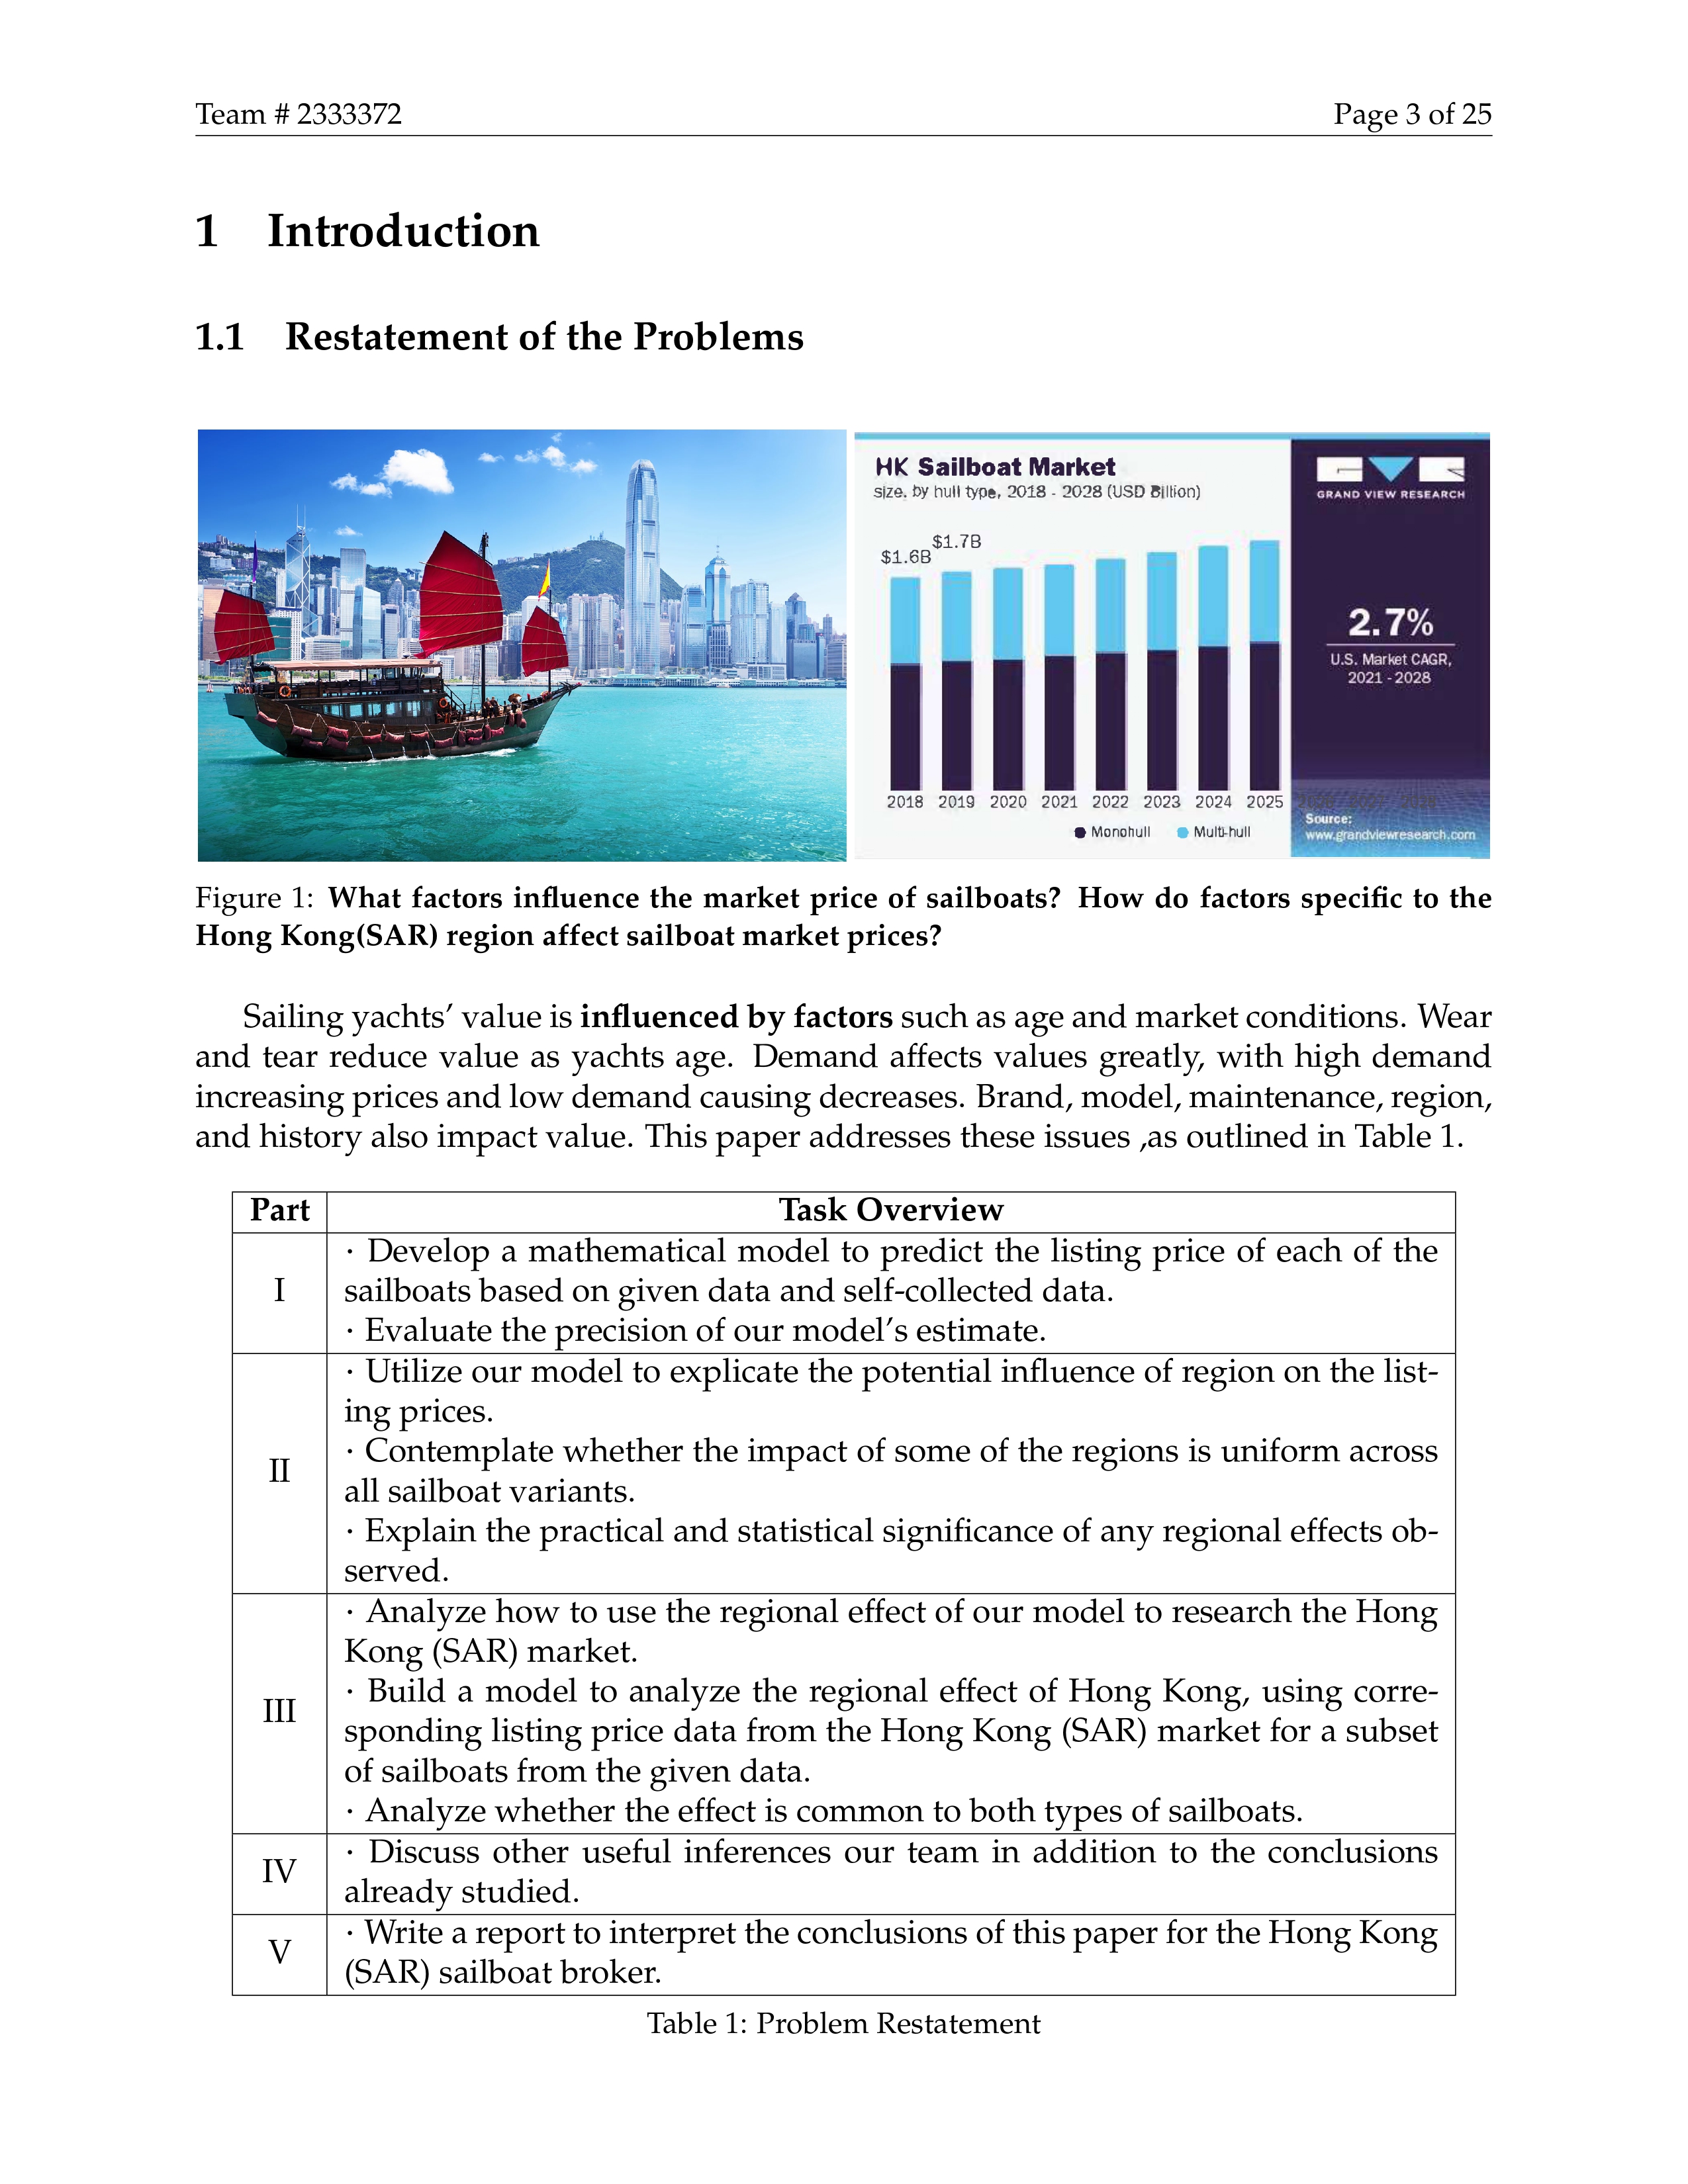 Team # 2333372
Page 3 of 25
1 Introduction
1.1 Restatement of the Problems
HK Sailboat Market
size, by hull type, 2018 - 2028 (USD Billion)
$1.6B
$1.7B
2018 2019 2020 2021 2022 2023 2024 2025
Monohull Multi-hull
GRAND VIEW RESEARCH
2.7%
U.S. Market CAGR,
2021 - 2028
Source:
www.grandviewresearch.com
Figure 1: What factors influence the market price of sailboats? How do factors specific to the
Hong Kong(SAR) region affect sailboat market prices?
Sailing yachts’ value is influenced by factors such as age and market conditions. Wear
and tear reduce value as yachts age. Demand affects values greatly, with high demand
increasing prices and low demand causing decreases. Brand, model, maintenance, region,
and history also impact value. This paper addresses these issues ,as outlined in Table 1.
Part Task Overview
I
· Develop a mathematical model to predict the listing price of each of the
sailboats based on given data and self-collected data.
· Evaluate the precision of our model’s estimate.
II
· Utilize our model to explicate the potential influence of region on the list-
ing prices.
· Contemplate whether the impact of some of the regions is uniform across
all sailboat variants.
· Explain the practical and statistical significance of any regional effects ob-
served.
III
· Analyze how to use the regional effect of our model to research the Hong
Kong (SAR) market.
· Build a model to analyze the regional effect of Hong Kong, using corre-
sponding listing price data from the Hong Kong (SAR) market for a subset
of sailboats from the given data.
· Analyze whether the effect is common to both types of sailboats.
IV
· Discuss other useful inferences our team in addition to the conclusions
already studied.
V
· Write a report to interpret the conclusions of this paper for the Hong Kong
(SAR) sailboat broker.
Table 1: Problem Restatement